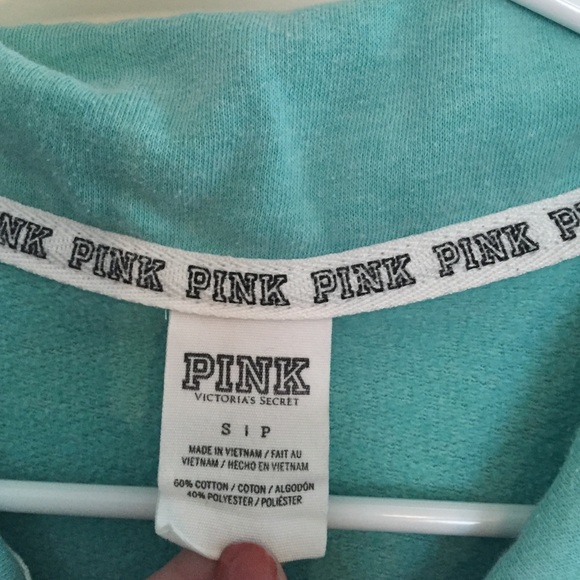 NK PINK PINK PINK PINK P
PINK
VICTORIA'S SECRET
S | P
MADE IN VIETNAM / FAIT AU
VIETNAM / HECHO EN VIETNAM
60% COTTON / COTON / ALGODÓN
40% POLYESTER / POLIÉSTER